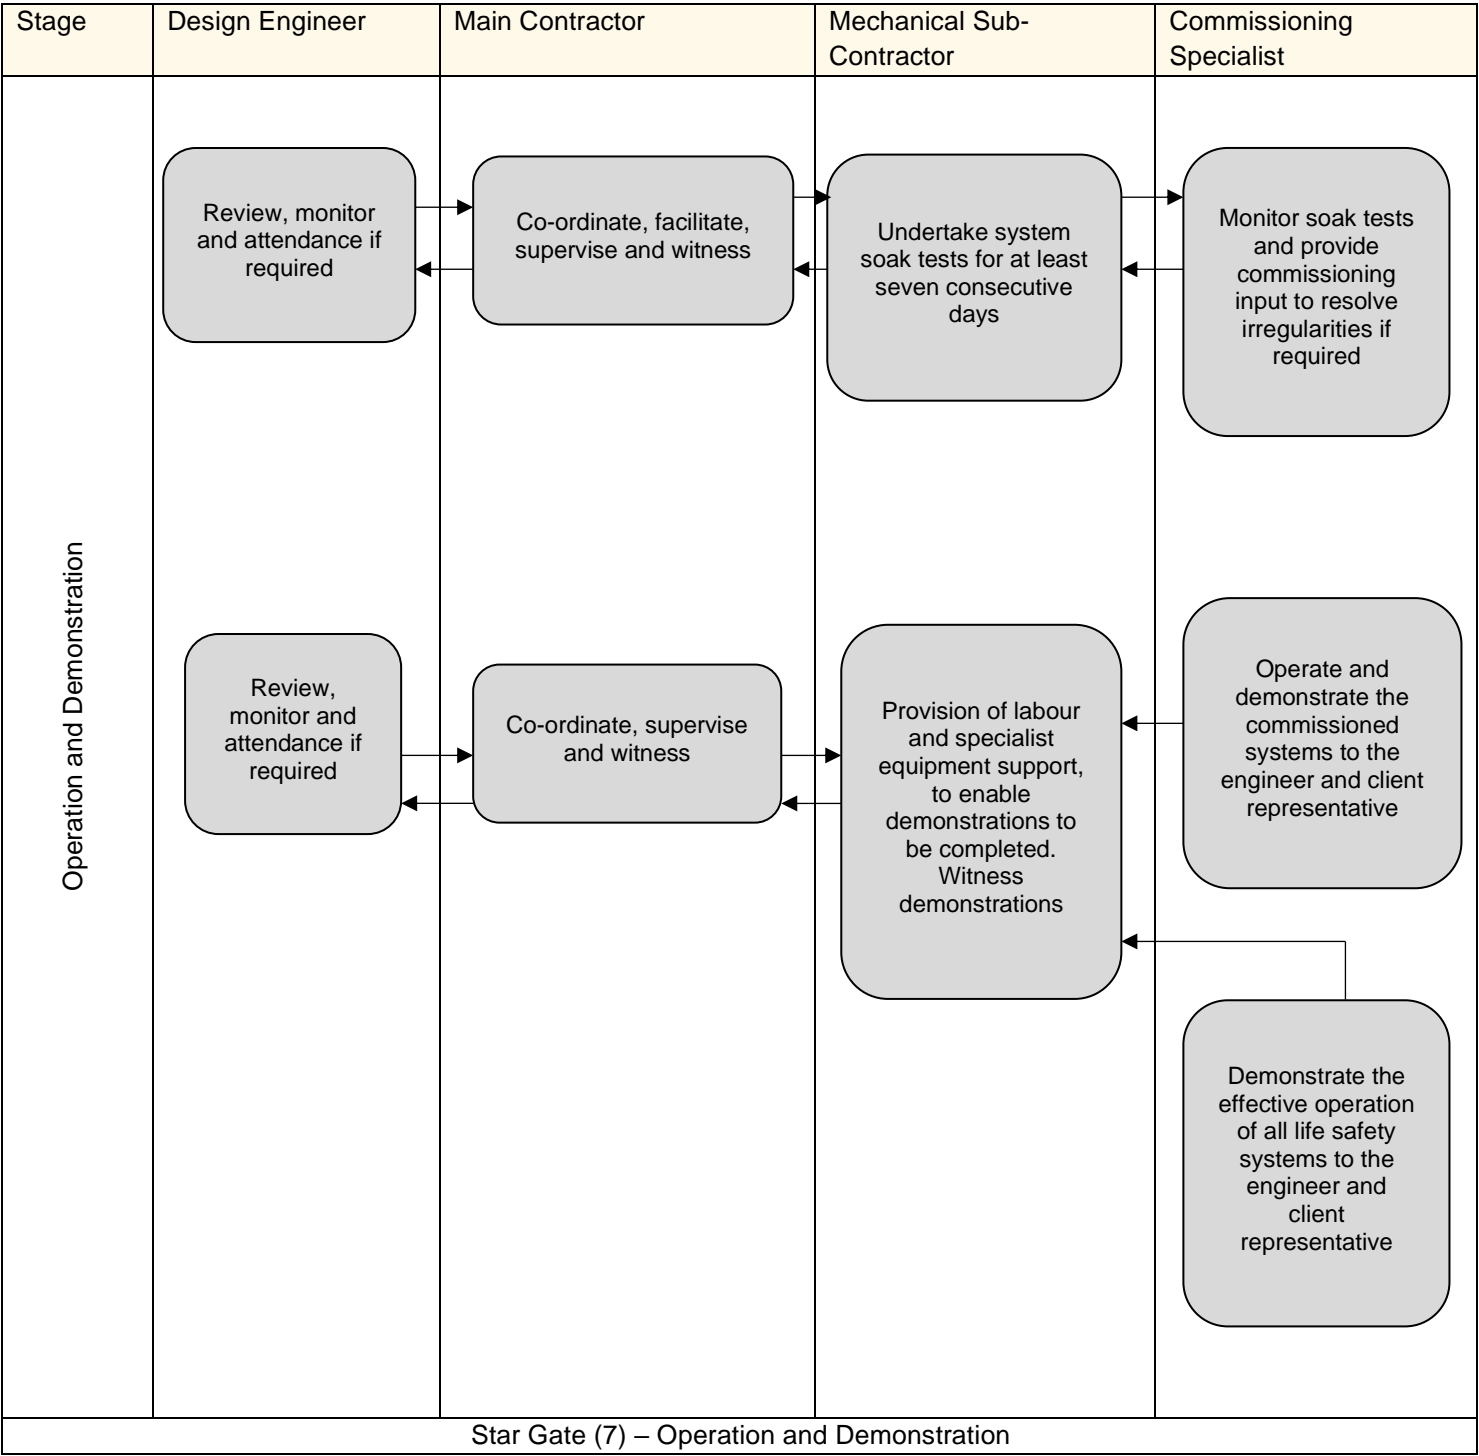 Stage
Design Engineer
Main Contractor
Mechanical Sub-
Contractor
Commissioning
Specialist
Operation and Demonstration
Review, monitor
and attendance if
required
Co-ordinate, facilitate,
supervise and witness
Undertake system
soak tests for at least
seven consecutive
days
Monitor soak tests
and provide
commissioning
input to resolve
irregularities if
required
Review,
monitor and
attendance if
required
Co-ordinate, supervise
and witness
Provision of labour
and specialist
equipment support,
to enable
demonstrations to
be completed.
Witness
demonstrations
Operate and
demonstrate the
commissioned
systems to the
engineer and client
representative
Demonstrate the
effective operation
of all life safety
systems to the
engineer and
client
representative
Star Gate (7) – Operation and Demonstration